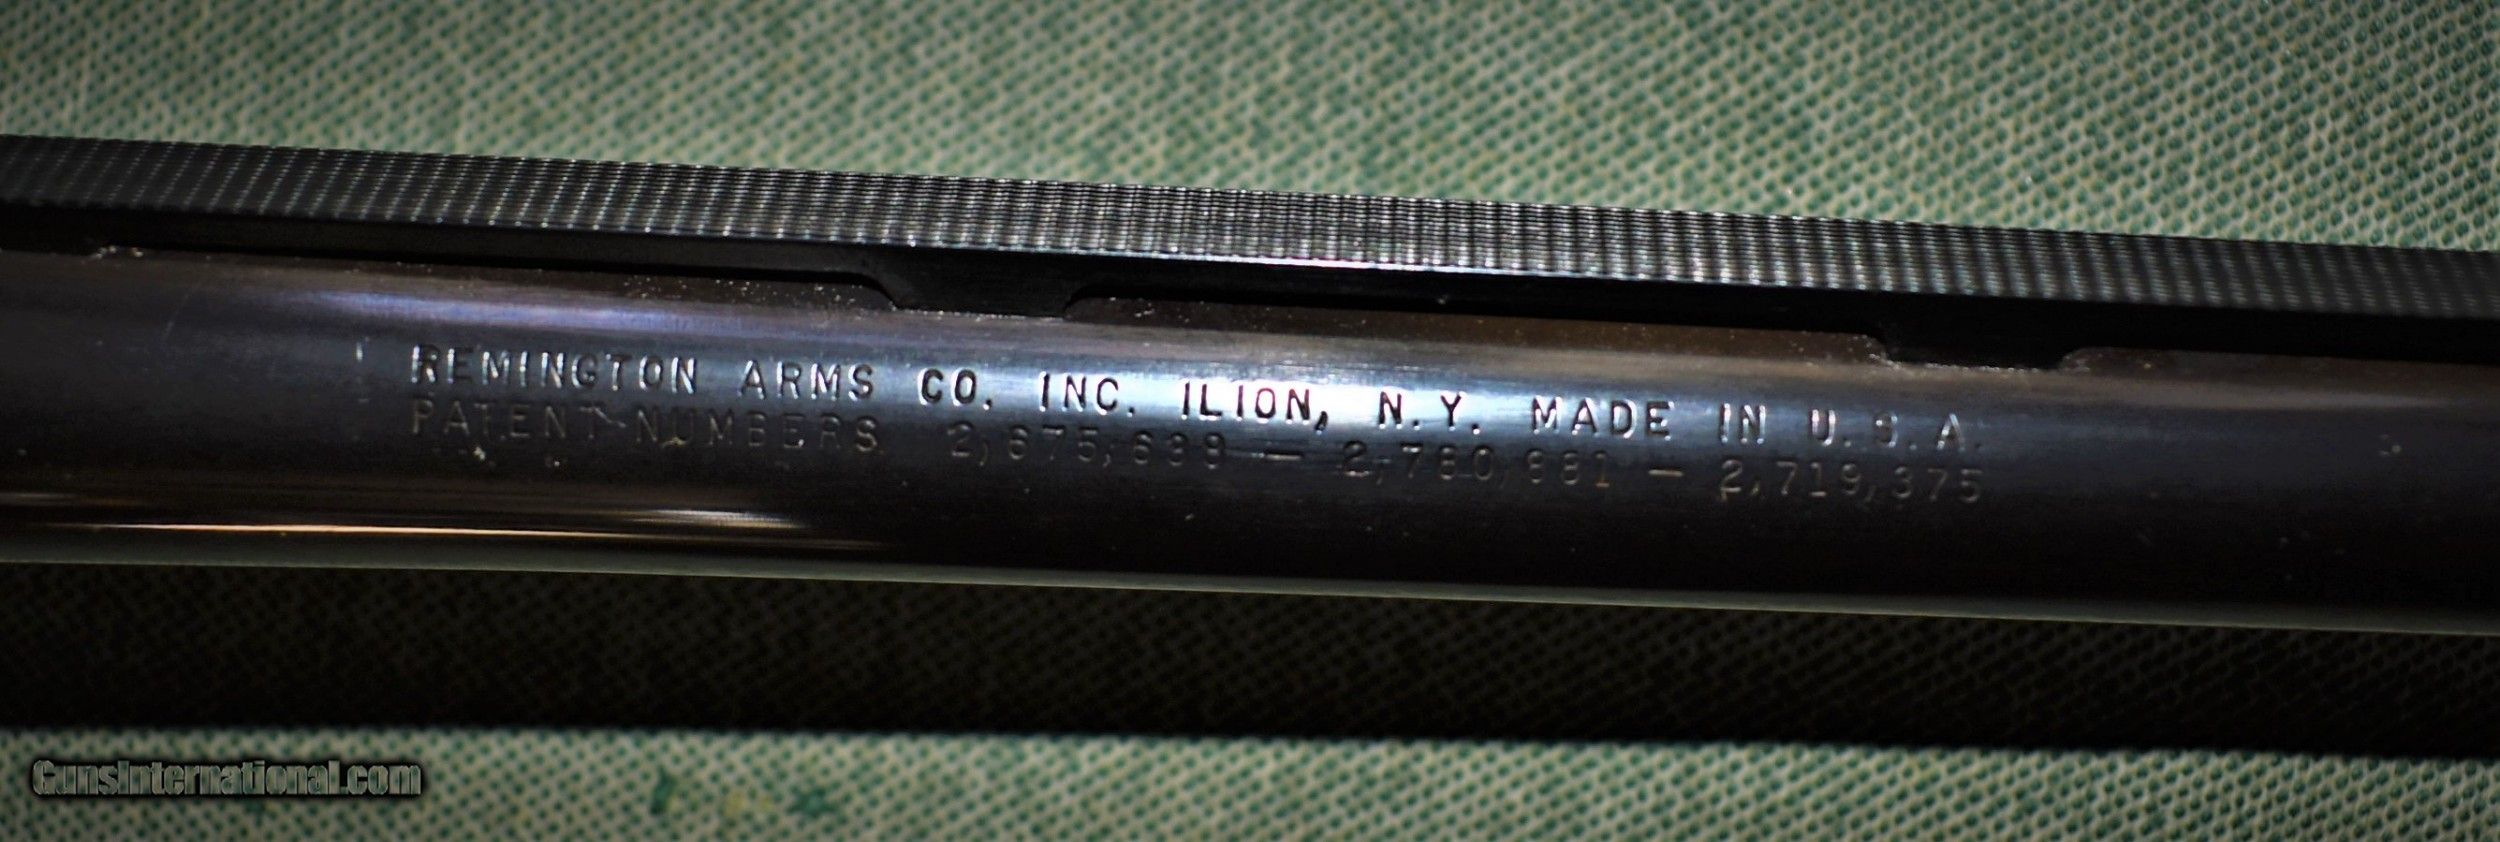 REMINGTON ARMS CO. INC. ILION, N.Y. MADE IN U.S.A.
PATENT NUMBERS 2,675,639 — 2,780,881 — 2,719,375
GunsInternational.com